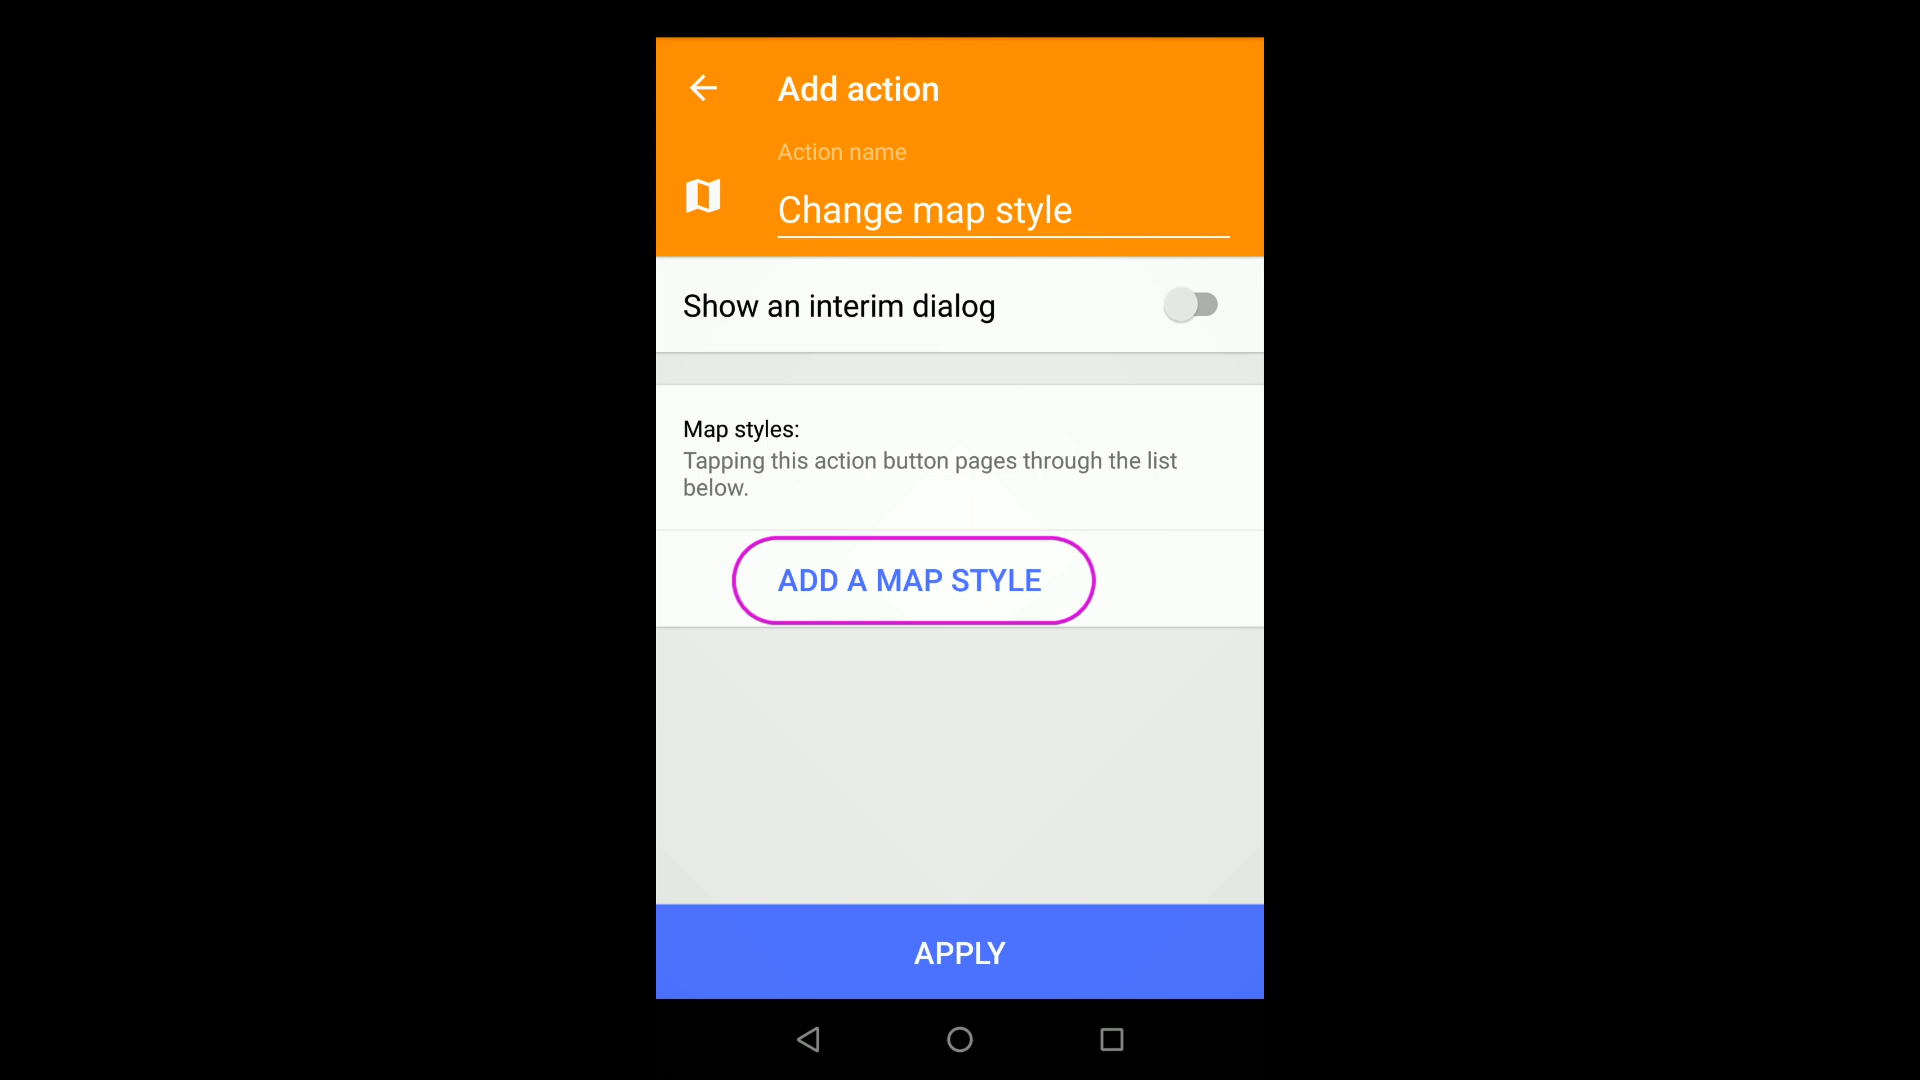 Add action
Action name
Change map style
Show an interim dialog
Map styles:
Tapping this action button pages through the list
below.
ADD A MAP STYLE
APPLY